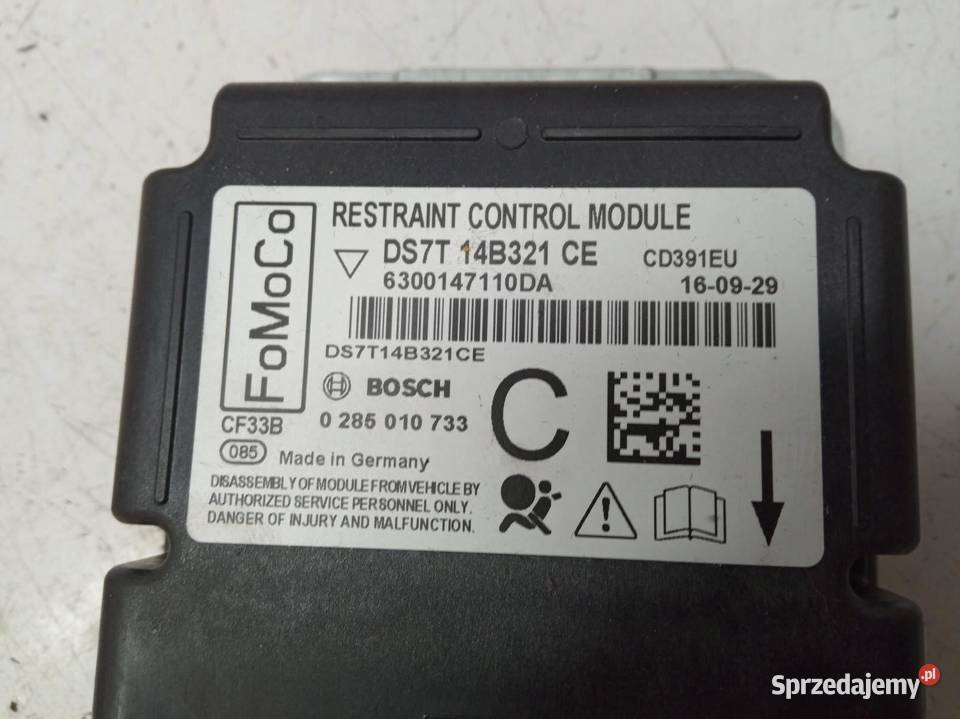 FoMoCo
RESTRAINT CONTROL MODULE
DS7T 14B321 CE CD391EU
6300147110DA 16-09-29
DS7T14B321CE
BOSCH
0 285 010 733
C
CF33B
085
Made in Germany
DISASSEMBLY OF MODULE FROM VEHICLE BY
AUTHORIZED SERVICE PERSONNEL ONLY.
DANGER OF INJURY AND MALFUNCTION.
Sprzedajemy.pl